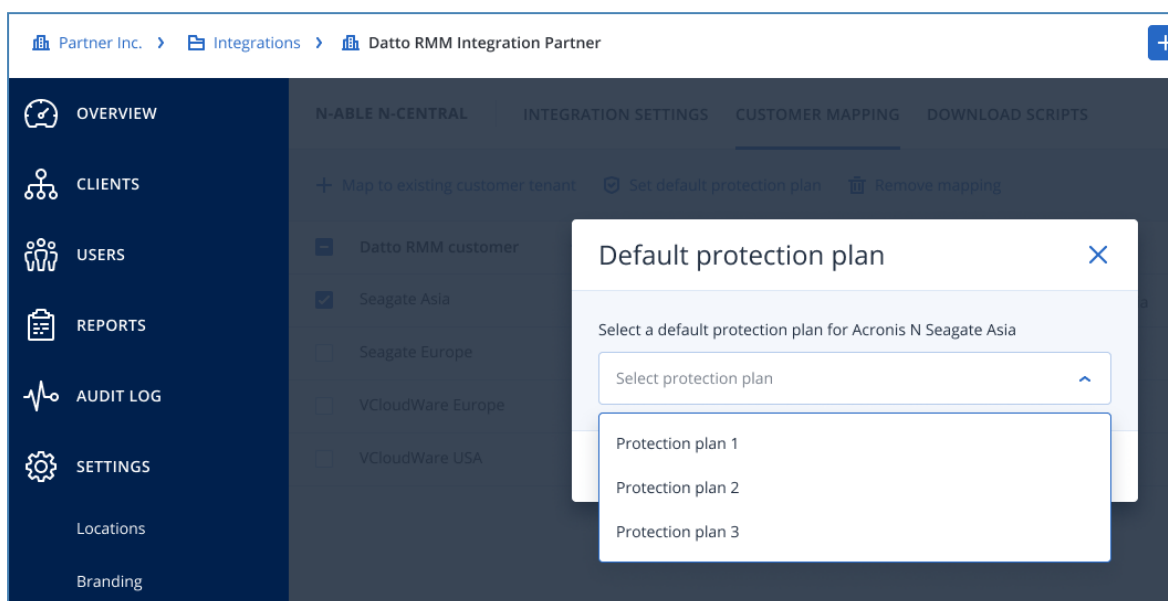 Partner Inc. > Integrations > Datto RMM Integration Partner
OVERVIEW
CLIENTS
USERS
REPORTS
AUDIT LOG
SETTINGS
Locations
Branding
N-ABLE N-CENTRAL INTEGRATION SETTINGS CUSTOMER MAPPING DOWNLOAD SCRIPTS
+ Map to existing customer tenant Set default protection plan Remove mapping
Datto RMM customer
Seagate Asia
Seagate Europe
VCloudWare Europe
VCloudWare USA
Default protection plan
Select a default protection plan for Acronis N Seagate Asia
Select protection plan
Protection plan 1
Protection plan 2
Protection plan 3